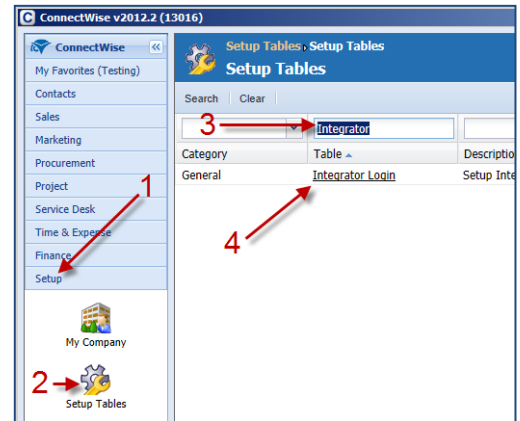 ConnectWise v2012.2 (13016)
ConnectWise
My Favorites (Testing)
Contacts
Sales
Marketing
Procurement
Project
Service Desk
Time & Expense
Finance
Setup
My Company
Setup Tables
1
2
Setup Tables Setup Tables
Setup Tables
Search Clear
3 Integrator
Category Table Descriptio
General Integrator Login Setup Inte
4